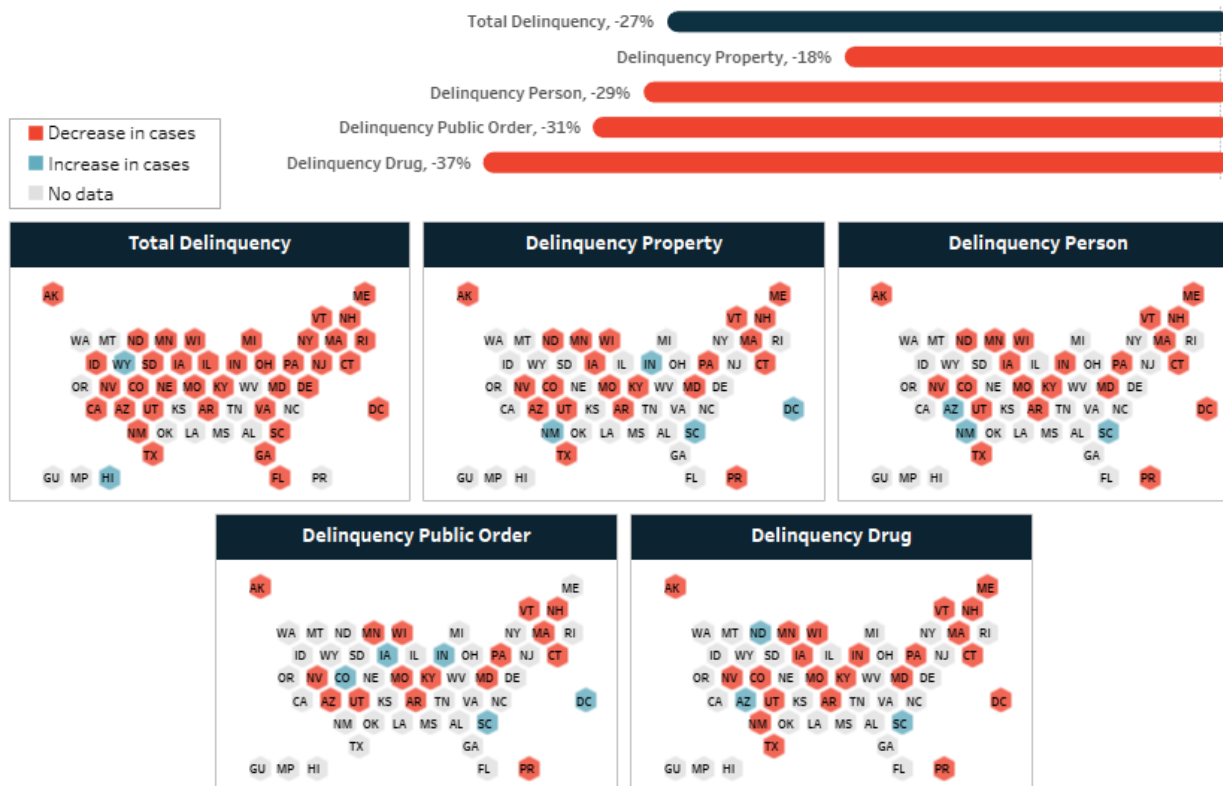 Total Delinquency, -27%
Delinquency Property, -18%
Delinquency Person, -29%
Delinquency Public Order, -31%
Delinquency Drug, -37%
Decrease in cases
Increase in cases
No data
Total Delinquency
AK ME
VT NH
WA MT ND MN WI MI NY MA RI
ID WY SD IA IL IN OH PA NJ CT
OR NV CO NE MO KY WV MD DE
CA AZ UT KS AR TN VA NC DC
NM OK LA MS AL SC
TX GA
GU MP HI FL PR
Delinquency Property
AK ME
VT NH
WA MT ND MN WI MI NY MA RI
ID WY SD IA IL IN OH PA NJ CT
OR NV CO NE MO KY WV MD DE
CA AZ UT KS AR TN VA NC DC
NM OK LA MS AL SC
TX GA
GU MP HI FL PR
Delinquency Person
AK ME
VT NH
WA MT ND MN WI MI NY MA RI
ID WY SD IA IL IN OH PA NJ CT
OR NV CO NE MO KY WV MD DE
CA AZ UT KS AR TN VA NC DC
NM OK LA MS AL SC
TX GA
GU MP HI FL PR
Delinquency Public Order
AK ME
VT NH
WA MT ND MN WI MI NY MA RI
ID WY SD IA IL IN OH PA NJ CT
OR NV CO NE MO KY WV MD DE
CA AZ UT KS AR TN VA NC DC
NM OK LA MS AL SC
TX GA
GU MP HI FL PR
Delinquency Drug
AK ME
VT NH
WA MT ND MN WI MI NY MA RI
ID WY SD IA IL IN OH PA NJ CT
OR NV CO NE MO KY WV MD DE
CA AZ UT KS AR TN VA NC DC
NM OK LA MS AL SC
TX GA
GU MP HI FL PR